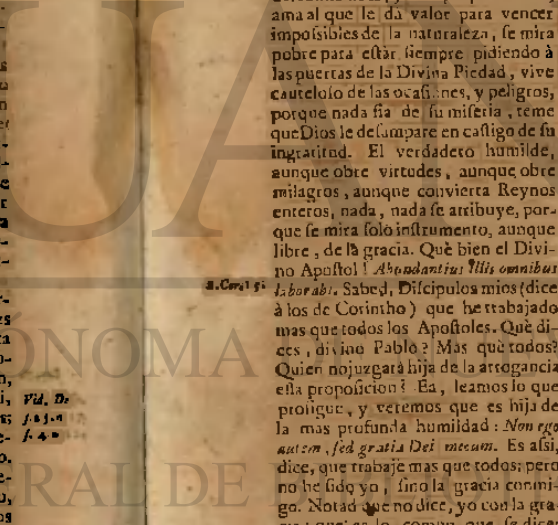 ama al que le dà valor para vencer
impoſsibles de la naturaleza, ſe mira
pobre para eſtàr ſiempre pidiendo à
las puertas de la Divina Piedad, vive
cauteloſo de las ocaſiones, y peligros,
porque nada fia de ſu miſeria, teme
que Dios le deſampare en caſtigo de ſu
ingratitud. El verdadero humilde,
aunque obre virtudes, aunque obre
milagros, aunque convierta Reynos
enteros, nada, nada ſe atribuye, por-
que ſe mira ſolo inſtrumento, aunque
libre, de la gracia. Què bien el Divi-
no Apoſtol! Abundantius illis omnibus
laborabi. Sabed, Diſcipulos mios (dice
à los de Corintho) que he trabajado
mas que todos los Apoſtoles. Què di-
ces, divino Pablo? Mas que todos?
Quien no juzgarà hija de la arrogancia
eſta propoſicion? Ea, leamos lo que
proſigue, y veremos que es hija de
la mas profunda humildad: Non ego
autem, ſed gratia Dei mecum. Es aſsi,
dice, que trabajè mas que todos; pero
no he ſido yo, ſino la gracia conmi-
go. Notad que no dice, yo con la gra-
Vid. De
ÓNOMA DE
RAL DE